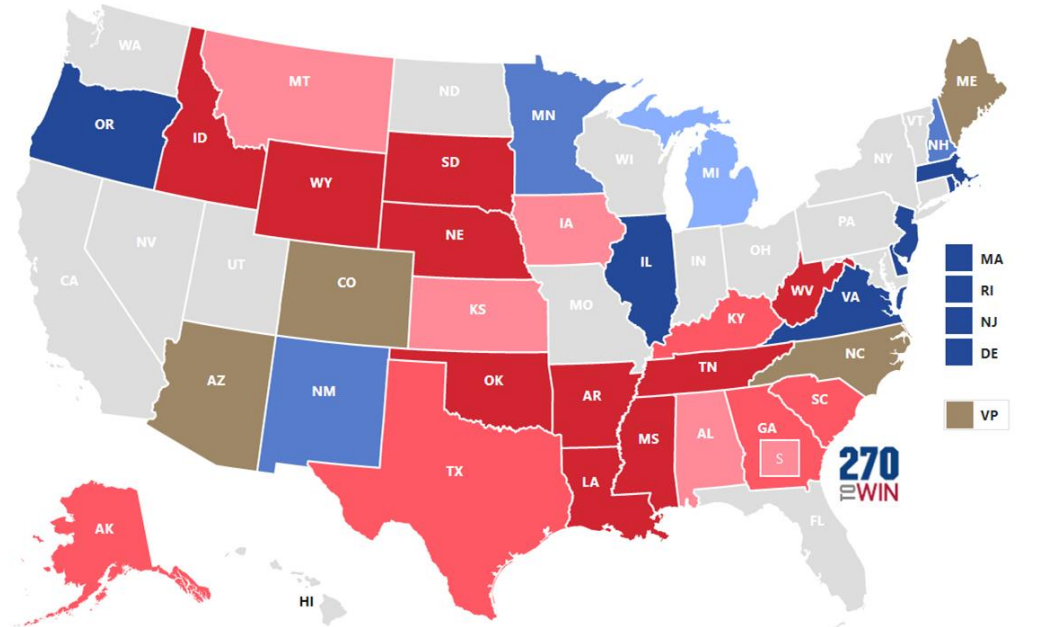 WA
MT
ND
MN
ME
VT
NH
OR
ID
SD
WI
NY
MI
WY
IA
PA
NE
NV
UT
IL
IN
OH
MA
CA
CO
MO
WV
VA
RI
KS
KY
NJ
NC
DE
TN
AZ
NM
OK
AR
SC
VP
MS
AL
GA
S
TX
LA
270
TO WIN
FL
AK
HI